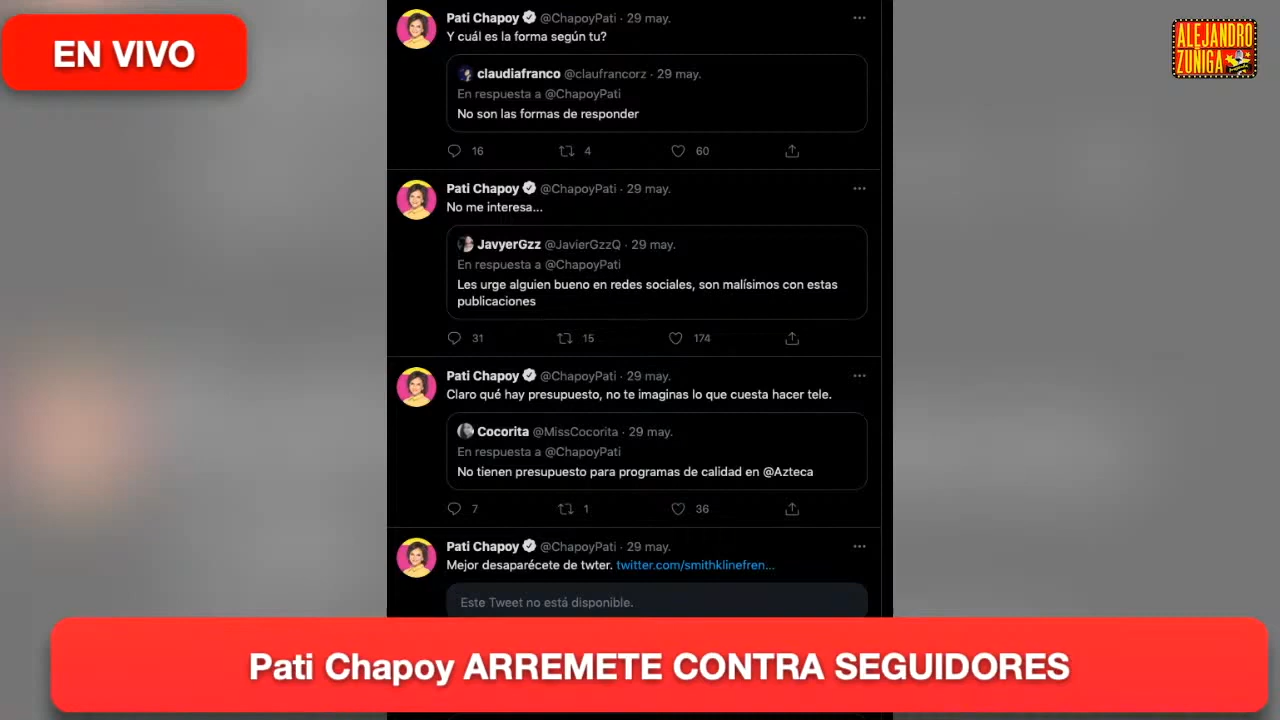 EN VIVO
ALEJANDRO
ZÚÑIGA
Pati Chapoy @ChapoyPati · 29 may.
Y cuál es la forma según tu?
claudiafranco @claufrancorz · 29 may.
En respuesta a @ChapoyPati
No son las formas de responder
16 4 60
Pati Chapoy @ChapoyPati · 29 may.
No me interesa...
JavyerGzz @JavierGzzQ · 29 may.
En respuesta a @ChapoyPati
Les urge alguien bueno en redes sociales, son malísimos con estas
publicaciones
31 15 174
Pati Chapoy @ChapoyPati · 29 may.
Claro qué hay presupuesto, no te imaginas lo que cuesta hacer tele.
Cocorita @MissCocorita · 29 may.
En respuesta a @ChapoyPati
No tienen presupuesto para programas de calidad en @Azteca
7 1 36
Pati Chapoy @ChapoyPati · 29 may.
Mejor desaparécete de twter. twitter.com/smithklinefren...
Este Tweet no está disponible.
Pati Chapoy ARREMETE CONTRA SEGUIDORES